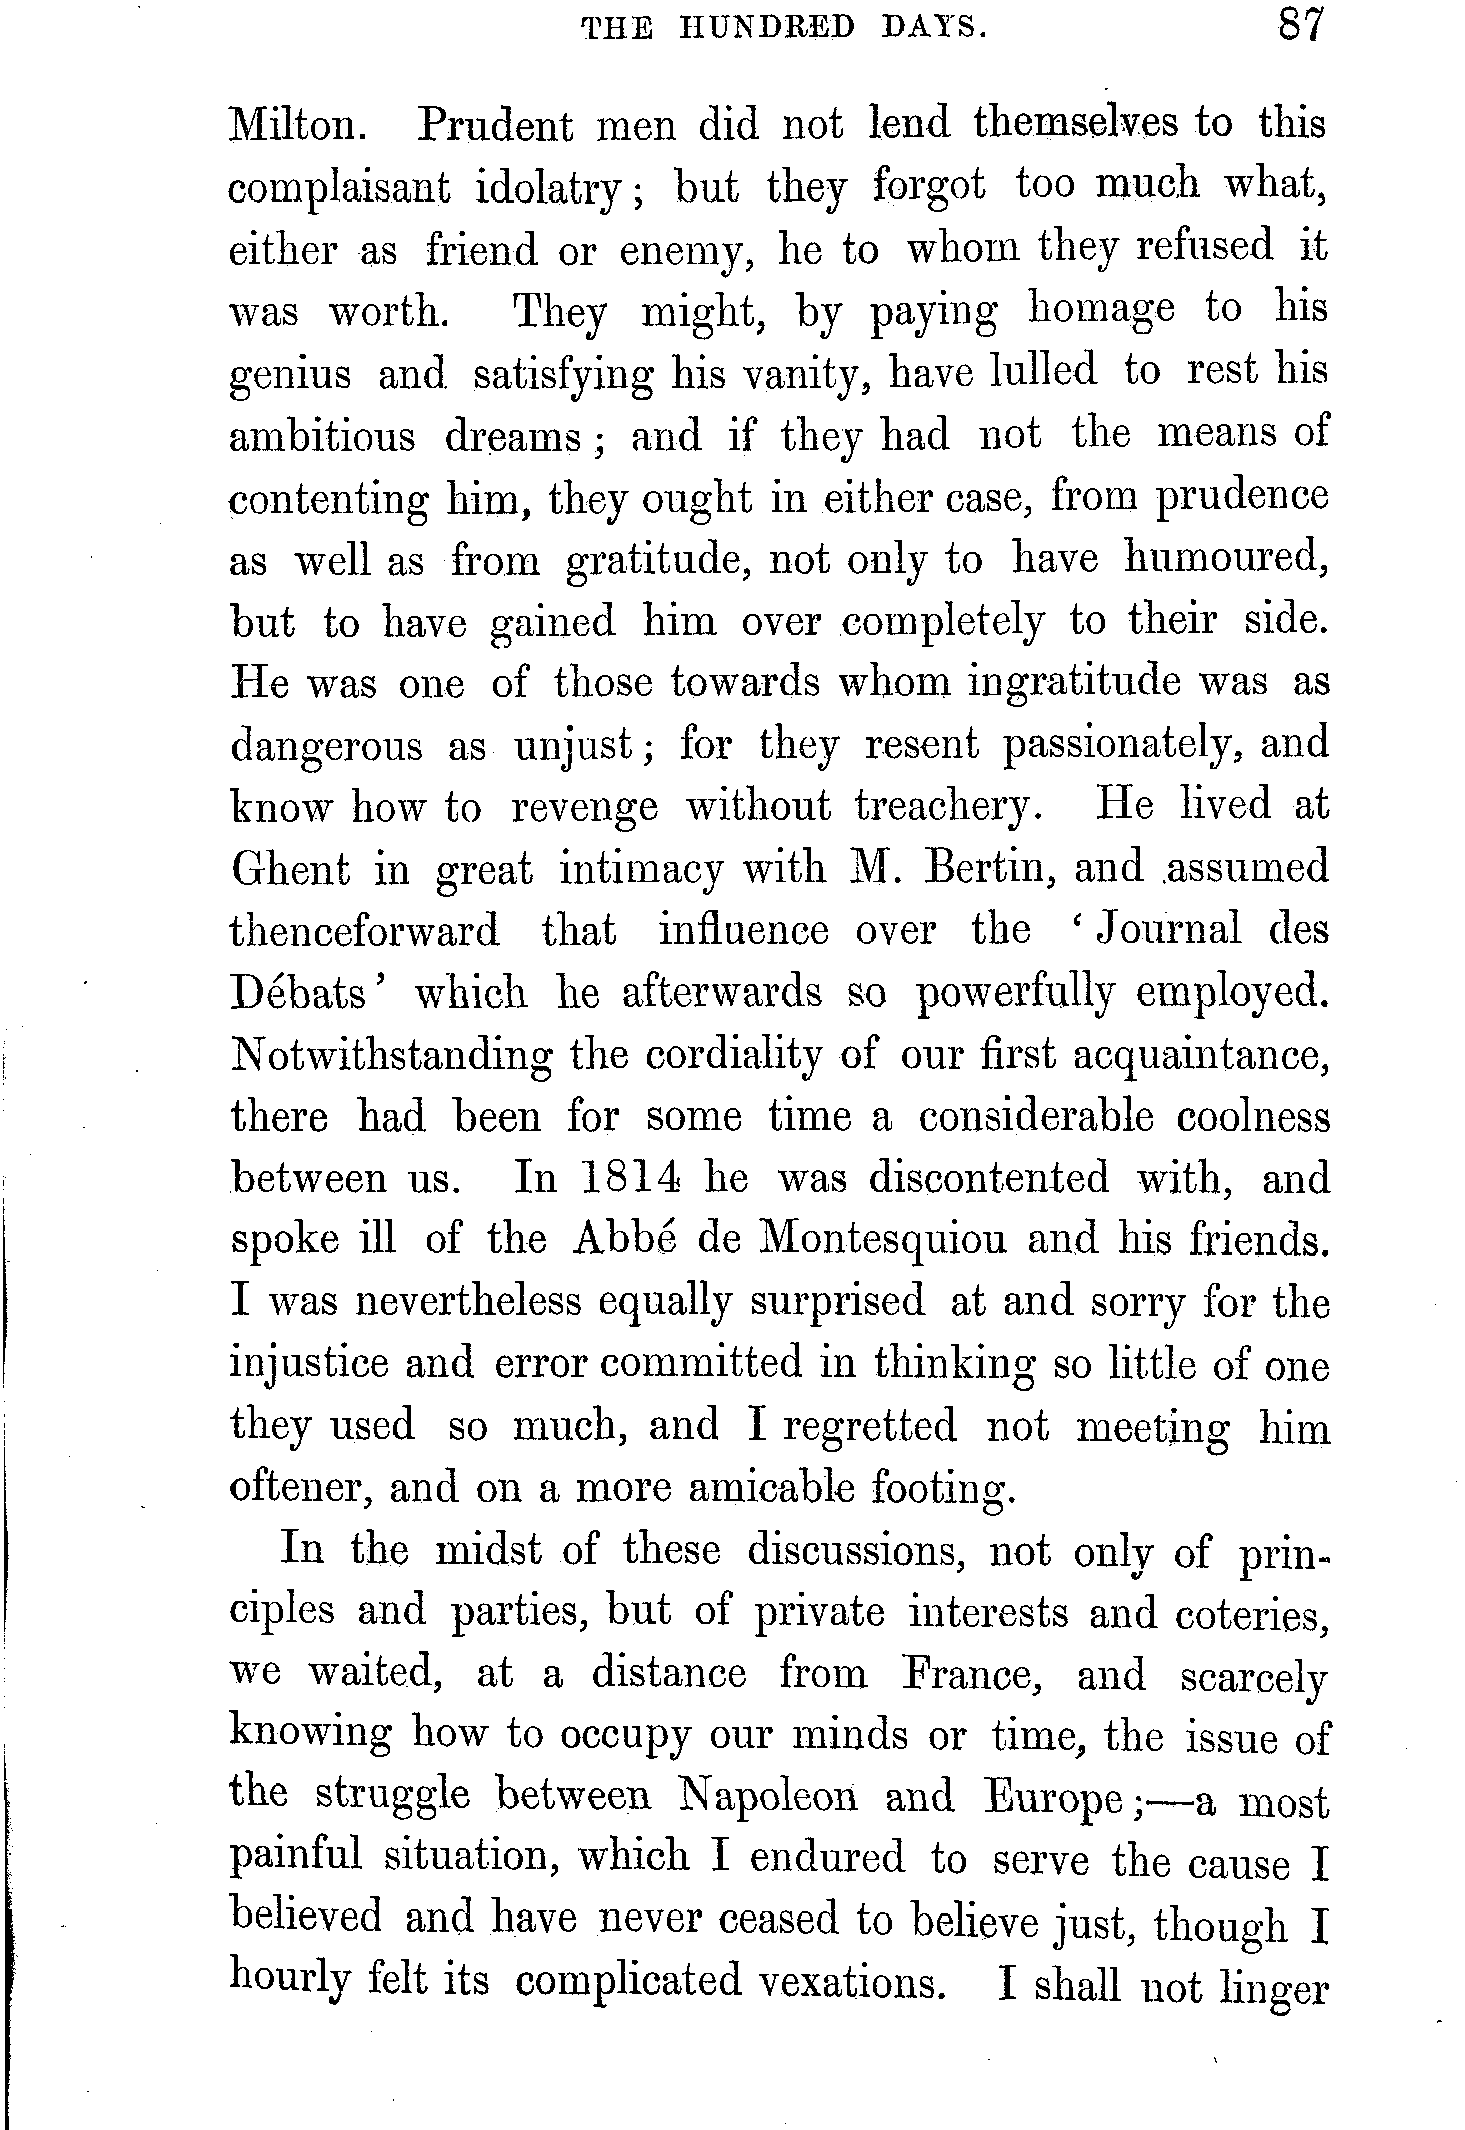 THE HUNDRED DAYS. 87
Milton. Prudent men did not lend themselves to this
complaisant idolatry; but they forgot too much what,
either as friend or enemy, he to whom they refused it
was worth. They might, by paying homage to his
genius and satisfying his vanity, have lulled to rest his
ambitious dreams; and if they had not the means of
contenting him, they ought in either case, from prudence
as well as from gratitude, not only to have humoured,
but to have gained him over completely to their side.
He was one of those towards whom ingratitude was as
dangerous as unjust; for they resent passionately, and
know how to revenge without treachery. He lived at
Ghent in great intimacy with M. Bertin, and assumed
thenceforward that influence over the ‘Journal des
Débats’ which he afterwards so powerfully employed.
Notwithstanding the cordiality of our first acquaintance,
there had been for some time a considerable coolness
between us. In 1814 he was discontented with, and
spoke ill of the Abbé de Montesquiou and his friends.
I was nevertheless equally surprised at and sorry for the
injustice and error committed in thinking so little of one
they used so much, and I regretted not meeting him
oftener, and on a more amicable footing.
In the midst of these discussions, not only of prin-
ciples and parties, but of private interests and coteries,
we waited, at a distance from France, and scarcely
knowing how to occupy our minds or time, the issue of
the struggle between Napoleon and Europe;—a most
painful situation, which I endured to serve the cause I
believed and have never ceased to believe just, though I
hourly felt its complicated vexations. I shall not linger